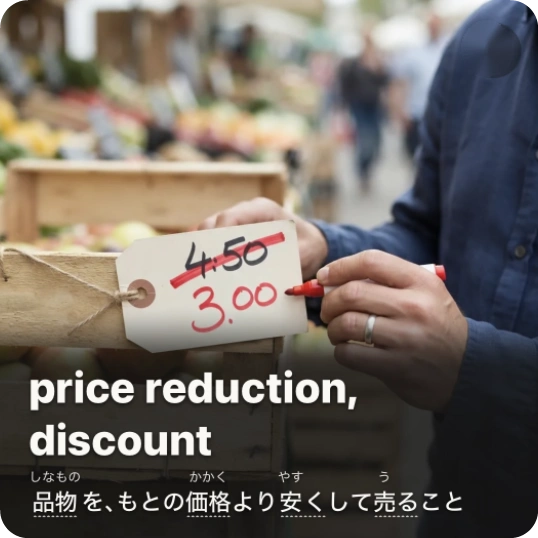 4.50
3.00
price reduction,
discount
しなもの かかく やす う
品物を、もとの価格より安くして売ること